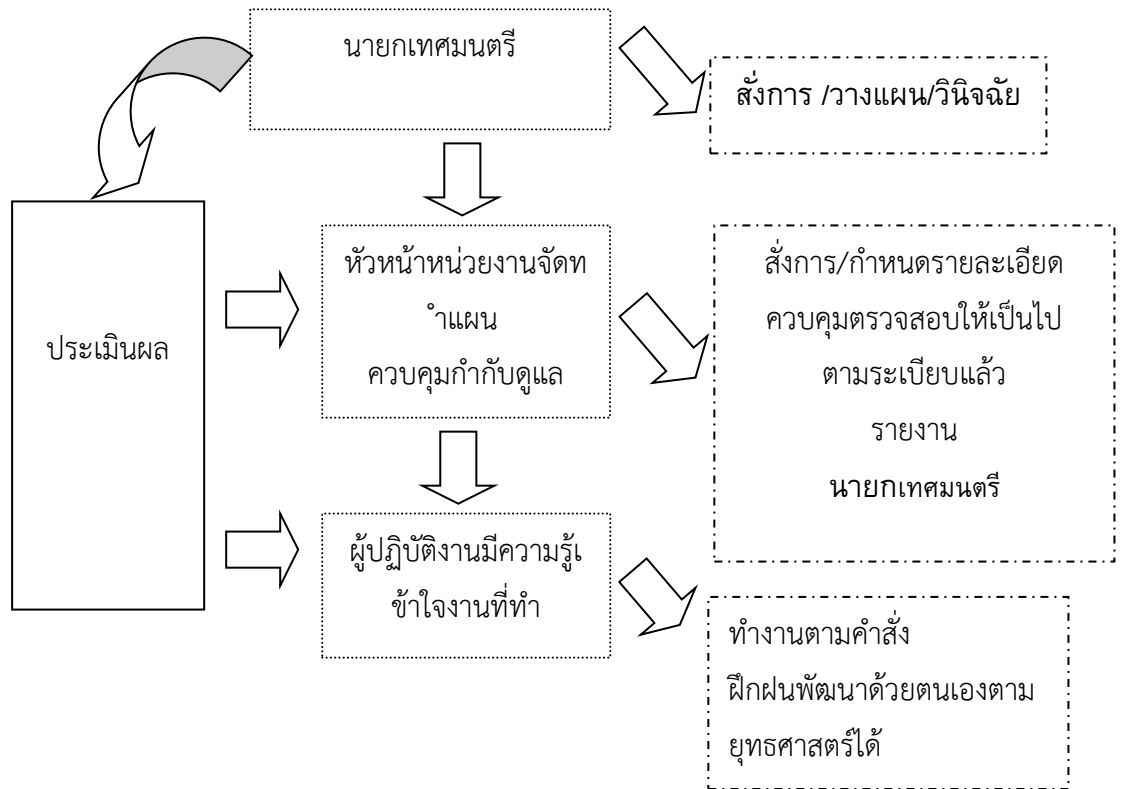 นายกเทศมนตรี
สั่งการ /วางแผน/วินิจฉัย
ประเมินผล
หัวหน้าหน่วยงานจัดท
ำแผน
ควบคุมกำกับดูแล
สั่งการ/กำหนดรายละเอียด
ควบคุมตรวจสอบให้เป็นไป
ตามระเบียบแล้ว
รายงาน
นายกเทศมนตรี
ผู้ปฏิบัติงานมีความรู้เ
ข้าใจงานที่ทำ
ทำงานตามคำสั่ง
ฝึกฝนพัฒนาด้วยตนเองตาม
ยุทธศาสตร์ได้